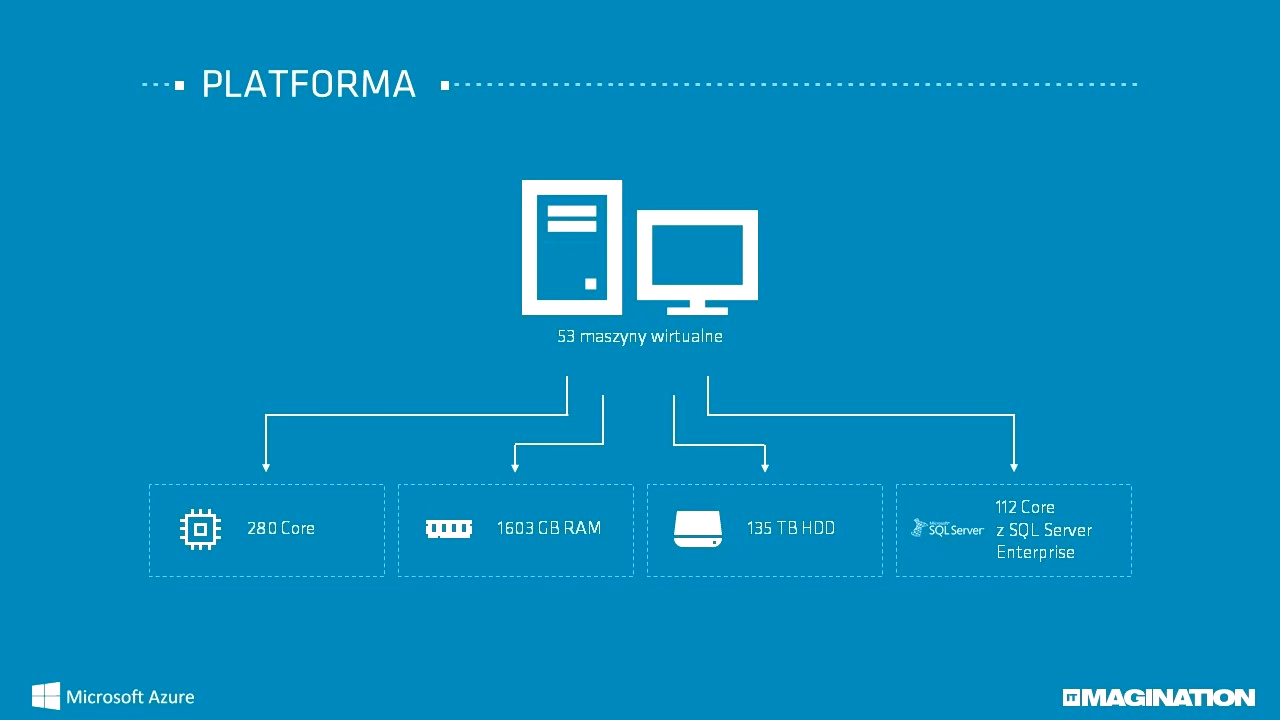 PLATFORMA
53 maszyny wirtualne
280 Core
1603 GB RAM
135 TB HDD
Microsoft
SQL Server
112 Core
z SQL Server
Enterprise
Microsoft Azure
ITMAGINATION